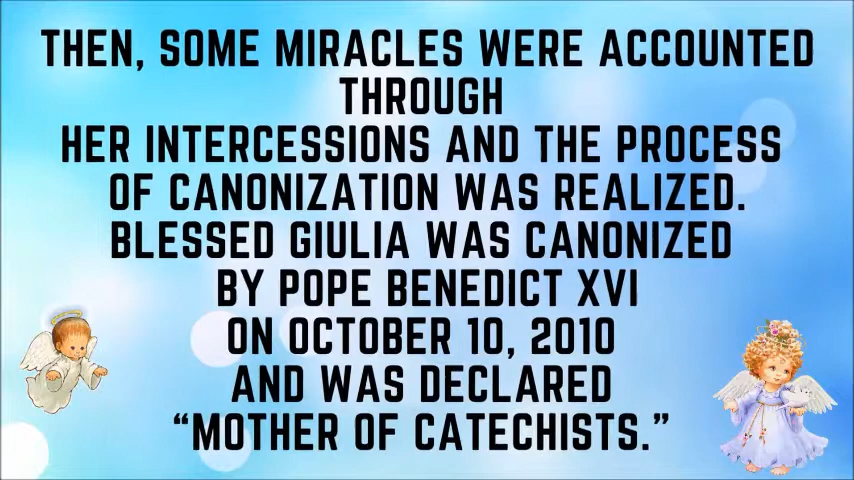 THEN, SOME MIRACLES WERE ACCOUNTED
THROUGH
HER INTERCESSIONS AND THE PROCESS
OF CANONIZATION WAS REALIZED.
BLESSED GIULIA WAS CANONIZED
BY POPE BENEDICT XVI
ON OCTOBER 10, 2010
AND WAS DECLARED
“MOTHER OF CATECHISTS.”